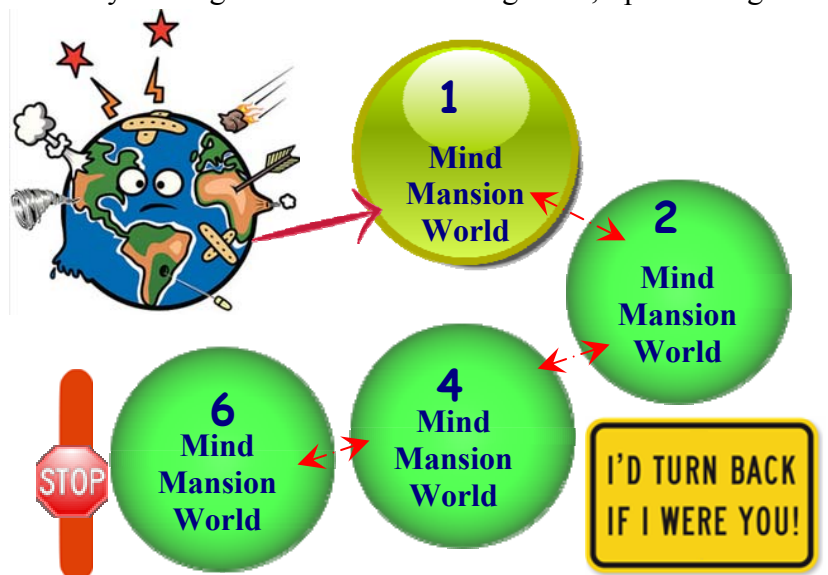 1
Mind
Mansion
World
2
Mind
Mansion
World
4
Mind
Mansion
World
6
Mind
Mansion
World
STOP
I'D TURN BACK
IF I WERE YOU!